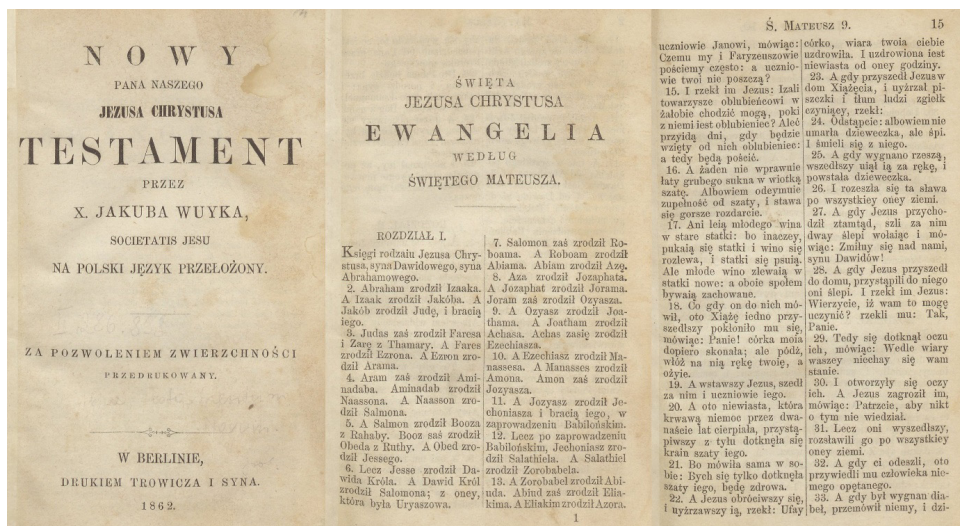 NOWY
PANA NASZEGO
JEZUSA CHRYSTUSA
TESTAMENT
PRZEZ
X. JAKUBA WUYKA,
SOCIETATIS JESU
NA POLSKI JĘZYK PRZEŁOŻONY.
ZA POZWOLENIEM ZWIERZCHNOŚCI
PRZEDRUKOWANY.
W BERLINIE,
DRUKIEM TROWICZA I SYNA.
1862.
ŚWIĘTA
JEZUSA CHRYSTUSA
EWANGELIA
WEDŁUG
ŚWIĘTEGO MATEUSZA.
ROZDZIAŁ I.
Księgi rodzaiu Jezusa Chry-
stusa, syna Dawidowego, syna
Abrahamowego.
2. Abraham zrodził Izaaka.
A Izaak zrodził Jakóba. A
Jakób zrodził Judę, i bracią
iego.
3. Judas zaś zrodził Faresa
i Zarę z Thamary. A Fares
zrodził Ezrona. A Ezron zro-
dził Arama.
4. Aram zaś zrodził Ami-
nadaba. Aminadab zrodził
Naassona. A Naasson zro-
dził Salmona.
5. A Salmon zrodził Booza
z Rahaby. Booz saś zrodził
Obeda z Ruthy. A Obed zro-
dził Jessego.
6. Lecz Jesse zrodził Da-
wida Króla. A Dawid Król
zrodził Salomona; z oney,
która była Uryaszowa.
7. Salomon zaś zrodził Ro-
boama. A Roboam zrodził
Abiama. Abiam zrodził Azę.
8. Aza zrodził Jozaphata.
A Jozaphat zrodził Jorama.
Joram zaś zrodził Ozyasza.
9. A Ozyasz zrodził Joa-
thama. A Joatham zrodził
Achasa. Achas zasię zrodził
Ezechiasza.
10. A Ezechiasz zrodził Ma-
nassesa. A Manasses zrodził
Amona. Amon zaś zrodził
Jozyasza.
11. A Jozyasz zrodził Je-
choniasza i bracią iego, w
zaprowadzeniu Babilońskim.
12. Lecz po zaprowadzeniu
Babilońskim, Jechoniasz zro-
dził Salathiela. A Salathiel
zrodził Zorobabela.
13. A Zorobabel zrodził Abi-
uda. Abiud zaś zrodził Elia-
kima. A Eliakim zrodził Azora.
1
Ś. MATEUSZ 9. 15
uczniowie Janowi, mówiąc:
Czemu my i Faryzeuszowie
pościemy często: a ucznio-
wie twoi nie poszczą?
15. I rzekł im Jezus: Izali
towarzysze oblubieńcowi w
żałobie chodzić mogą, poki
z niemi iest oblubieniec? Aleć
przyidą dni, gdy będzie
wzięty od nich oblubieniec:
a tedy będą pościć.
16. A żaden nie wprawuie
łaty grubego sukna w wiotką
szatę. Albowiem odeymuie
zupełność od szaty, i stawa
się gorsze rozdarcie.
17. Ani leią młodego wina
w stare statki: bo inaczey,
pukaią się statki i wino się
rozlewa, i statki się psuią.
Ale młode wino zlewaią w
statki nowe: a oboie społem
bywaią zachowane.
18. Co gdy on do nich mó-
wił, oto Xiążę iedno przy-
szedłszy pokłoniło mu się,
mówiąc: Panie! córka moia
dopiero skonała; ale pódź,
włóż na nią rękę twoię, a
ożyie.
19. A wstawszy Jezus, szedł
za nim i uczniowie iego.
20. A oto niewiasta, która
krwawą niemoc przez dwa-
naście lat cierpiała, przystą-
piwszy z tyłu dotknęła się
kraiu szaty iego.
21. Bo mówiła sama w so-
bie: Bych się tylko dotknęła
szaty iego, będę zdrowa.
22. A Jezus obróciwszy się,
i uyźrzawszy ią, rzekł: Ufay
córko, wiara twoia ciebie
uzdrowiła. I uzdrowiona iest
niewiasta od oney godziny.
23. A gdy przyszedł Jezus w
dom Xiążęcia, i uyźrzał pi-
szczki i tłum ludzi zgiełk
czyniący, rzekł:
24. Odstąpcie: albowiem nie
umarła dzieweczka, ale śpi.
I śmieli się z niego.
25. A gdy wygnano rzeszą,
wszedłszy uiął ią za rękę, i
powstała dzieweczka.
26. I rozeszła się ta sława
po wszystkiey oney ziemi.
27. A gdy Jezus przycho-
dził ztamtąd, szli za nim
dway ślepi wołaiąc i mó-
wiąc: Zmiłuy się nad nami,
synu Dawidów!
28. A gdy Jezus przyszedł
do domu, przystąpili do niego
oni ślepi. I rzekł im Jezus:
Wierzycie, iż wam to mogę
uczynić? rzekli mu: Tak,
Panie.
29. Tedy się dotknął oczu
ich, mówiąc: Wedle wiary
waszey niechay się wam
stanie.
30. I otworzyły się oczy
ich. A Jezus zagroził im,
mówiąc: Patrzcie, aby nikt
o tym nie wiedział.
31. Lecz oni wyszedłszy,
rozsławili go po wszystkiey
oney ziemi.
32. A gdy ci odeszli, oto
przywiedli mu człowieka nie-
mego opętanego.
33. A gdy był wygnan dia-
beł, przemówił niemy, i dzi-